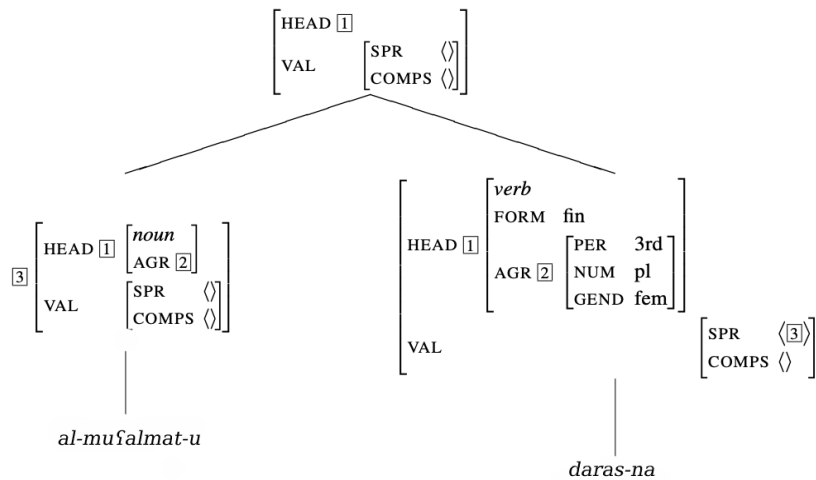 HEAD 1
VAL
SPR ⟨⟩
COMPS ⟨⟩
3
HEAD 1
noun
AGR 2
VAL
SPR ⟨⟩
COMPS ⟨⟩
al-muʕalmat-u
HEAD 1
verb
FORM fin
AGR 2
PER 3rd
NUM pl
GEND fem
VAL
SPR ⟨3⟩
COMPS ⟨⟩
daras-na